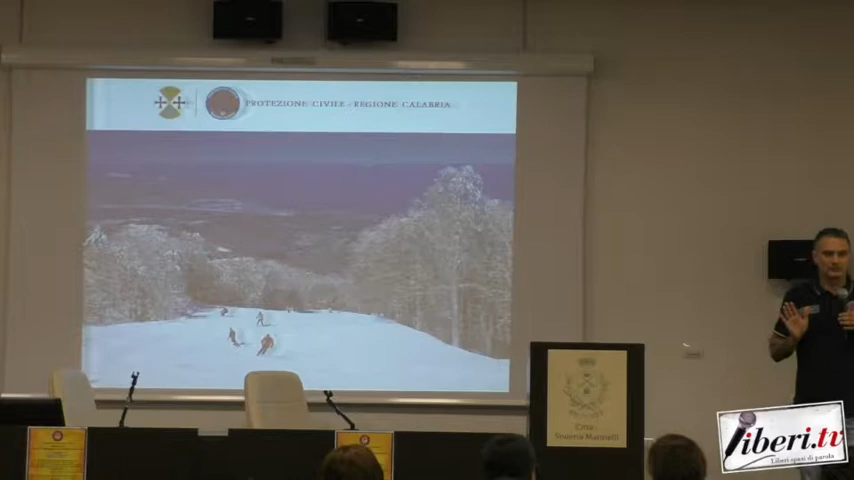 PROTEZIONE CIVILE - REGIONE CALABRIA
Città
Soveria Mannelli
liberi.tv
Liberi spazi di parola